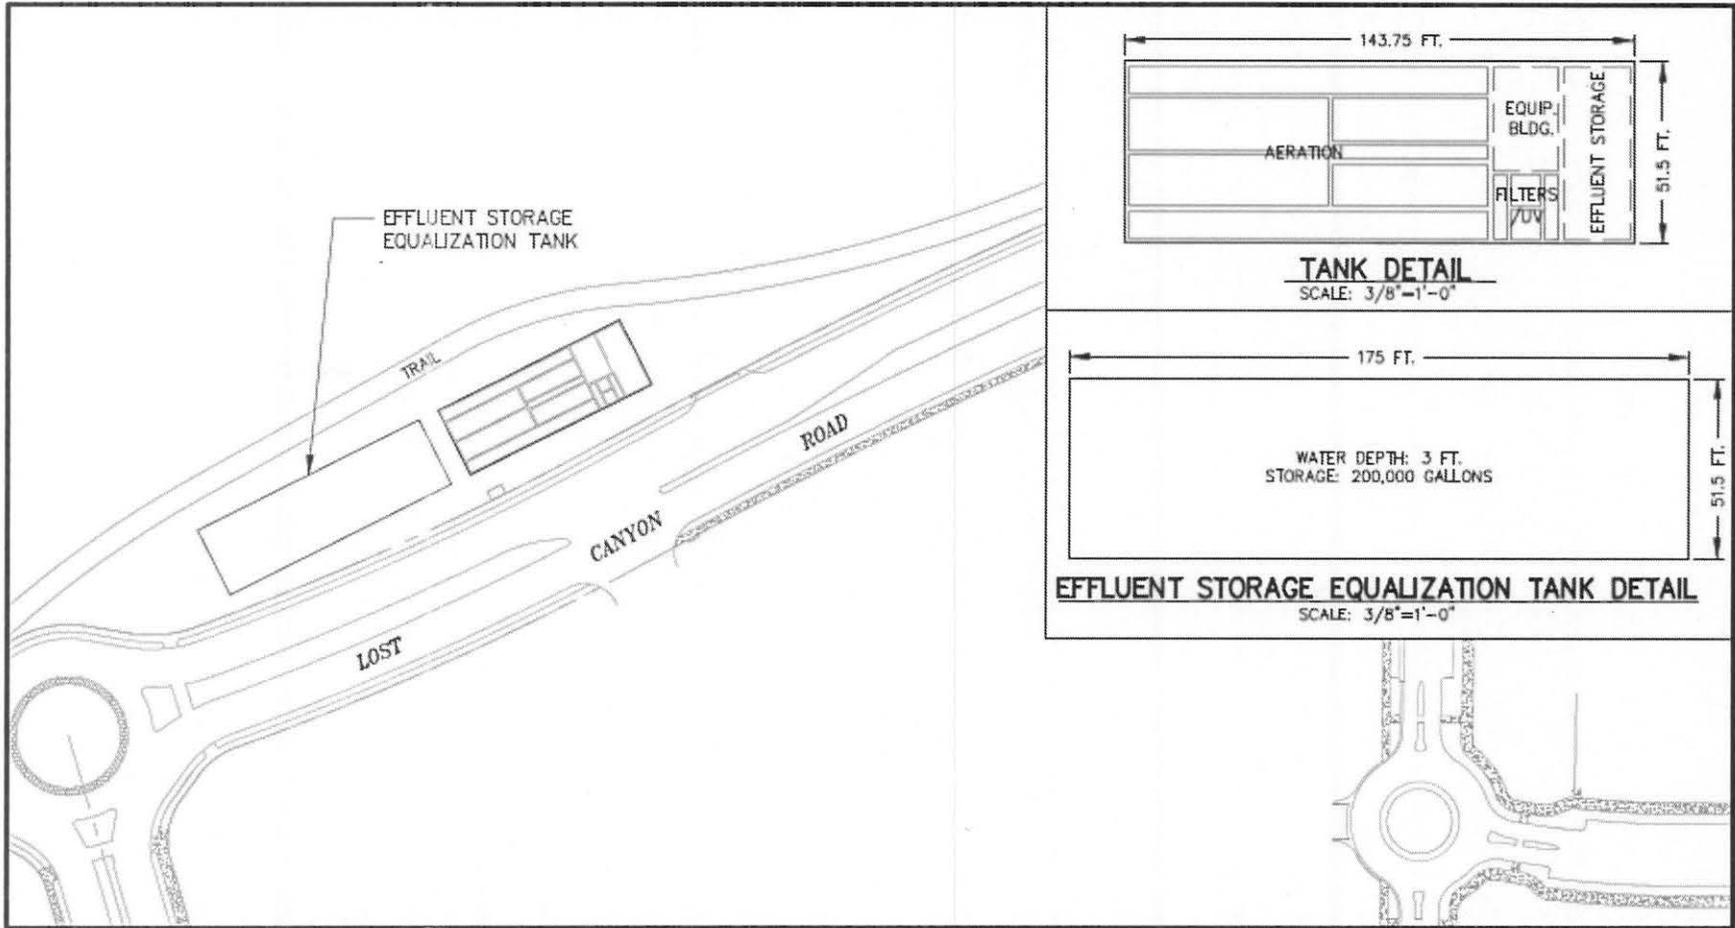 EFFLUENT STORAGE
EQUALIZATION TANK
TRAIL
LOST
CANYON
ROAD
143.75 FT.
EQUIP.
BLDG.
AERATION
FILTERS
/UV
EFFLUENT STORAGE
51.5 FT.
TANK DETAIL
SCALE: 3/8"=1'-0"
175 FT.
WATER DEPTH: 3 FT.
STORAGE: 200,000 GALLONS
51.5 FT.
EFFLUENT STORAGE EQUALIZATION TANK DETAIL
SCALE: 3/8"=1'-0"